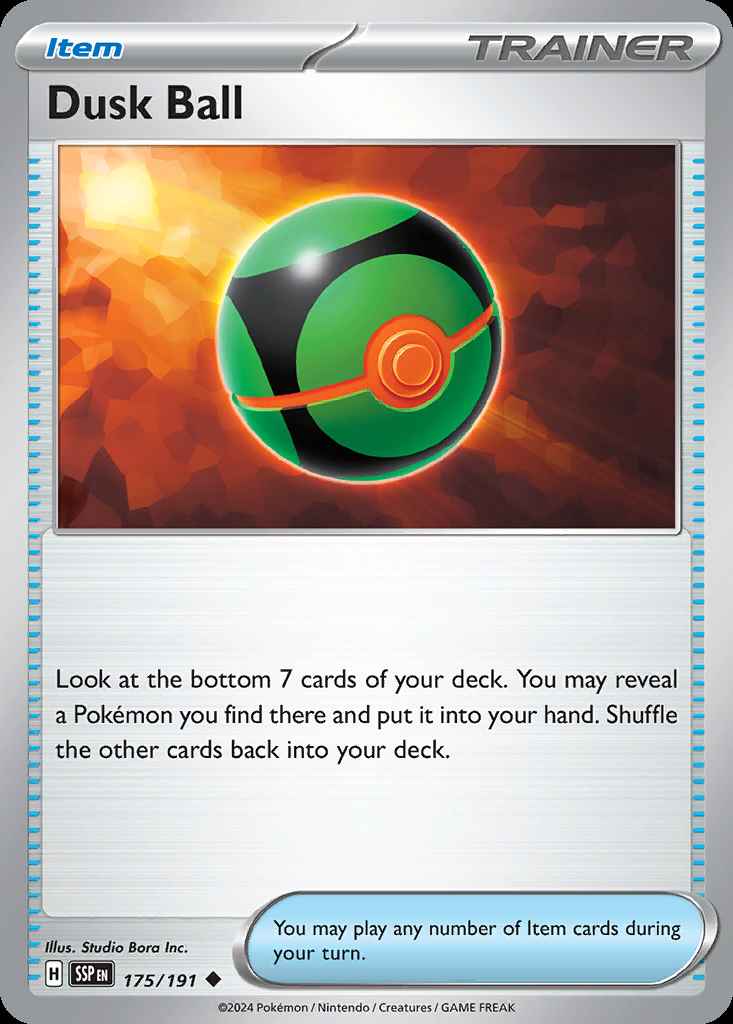 Item
TRAINER
Dusk Ball
Look at the bottom 7 cards of your deck. You may reveal
a Pokémon you find there and put it into your hand. Shuffle
the other cards back into your deck.
Illus. Studio Bora Inc.
You may play any number of Item cards during
your turn.
H SSP EN 175/191 ◆
©2024 Pokémon / Nintendo / Creatures / GAME FREAK